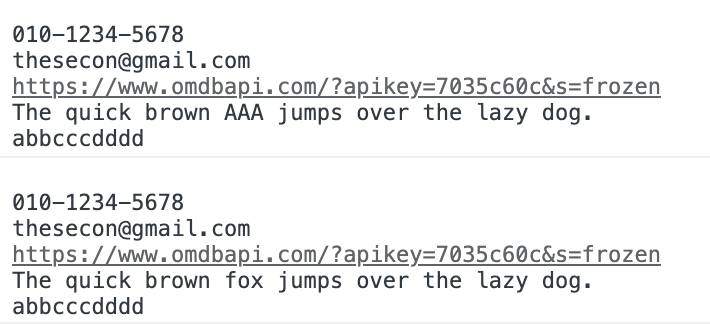 010-1234-5678
thesecon@gmail.com
https://www.omdbapi.com/?apikey=7035c60c&s=frozen
The quick brown AAA jumps over the lazy dog.
abbcccdddd
010-1234-5678
thesecon@gmail.com
https://www.omdbapi.com/?apikey=7035c60c&s=frozen
The quick brown fox jumps over the lazy dog.
abbcccdddd